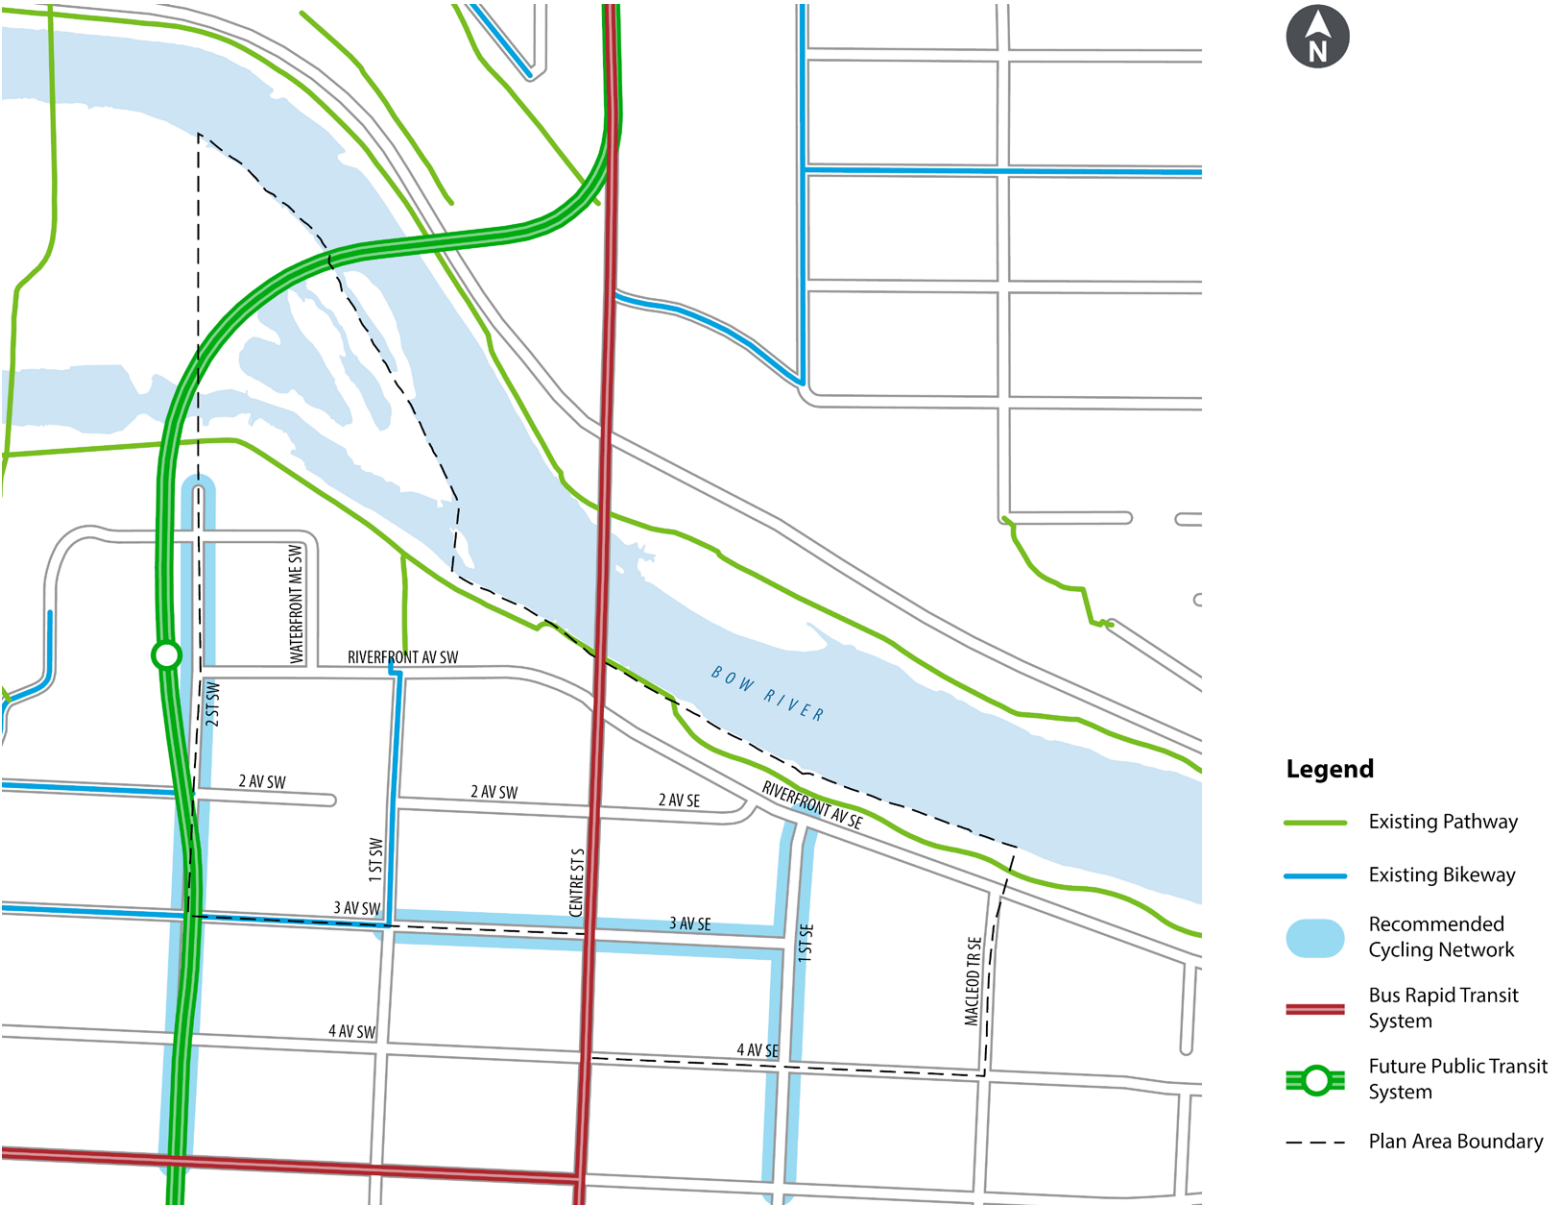 N
WATERFRONT ME SW
RIVERFRONT AV SW
BOW RIVER
2 ST SW
2 AV SW
2 AV SW
2 AV SE
RIVERFRONT AV SE
1 ST SW
CENTRE ST S
3 AV SW
3 AV SE
1 ST SE
MACLEOD TR SE
4 AV SW
4 AV SE
Legend
Existing Pathway
Existing Bikeway
Recommended
Cycling Network
Bus Rapid Transit
System
Future Public Transit
System
Plan Area Boundary